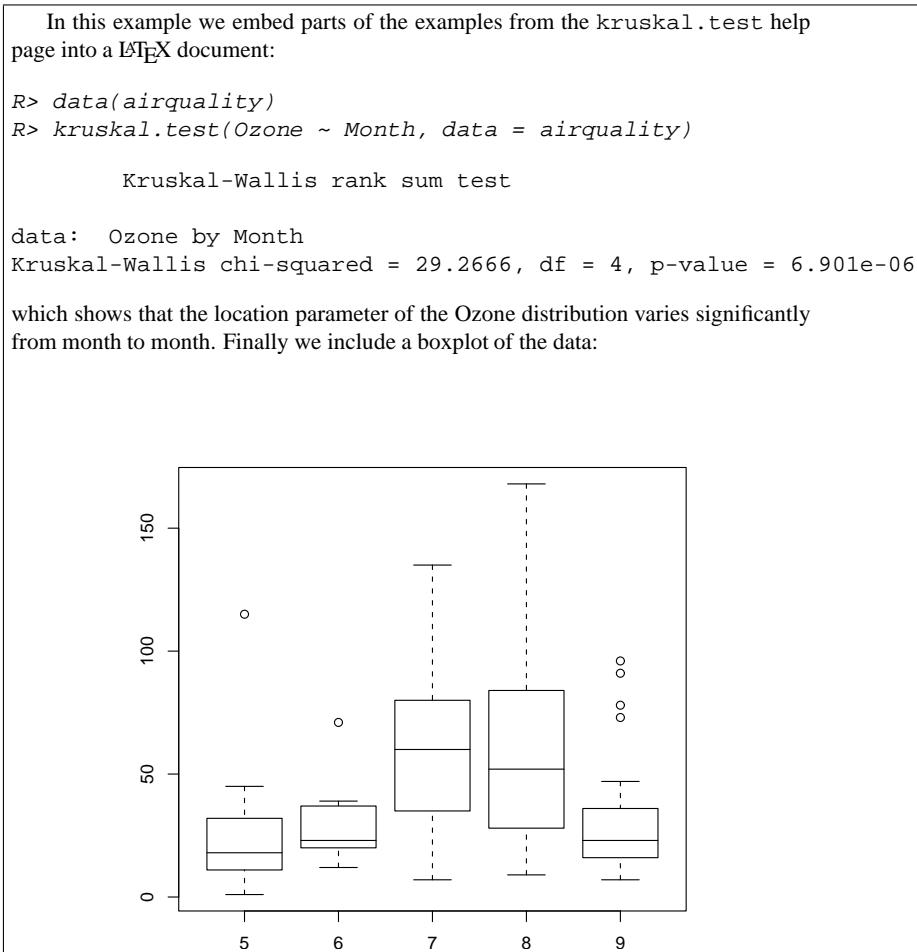 In this example we embed parts of the examples from the kruskal.test help
page into a LATEX document:
R> data(airquality)
R> kruskal.test(Ozone ~ Month, data = airquality)
Kruskal-Wallis rank sum test
data:  Ozone by Month
Kruskal-Wallis chi-squared = 29.2666, df = 4, p-value = 6.901e-06
which shows that the location parameter of the Ozone distribution varies significantly
from month to month. Finally we include a boxplot of the data:
150
100
50
0
5 6 7 8 9